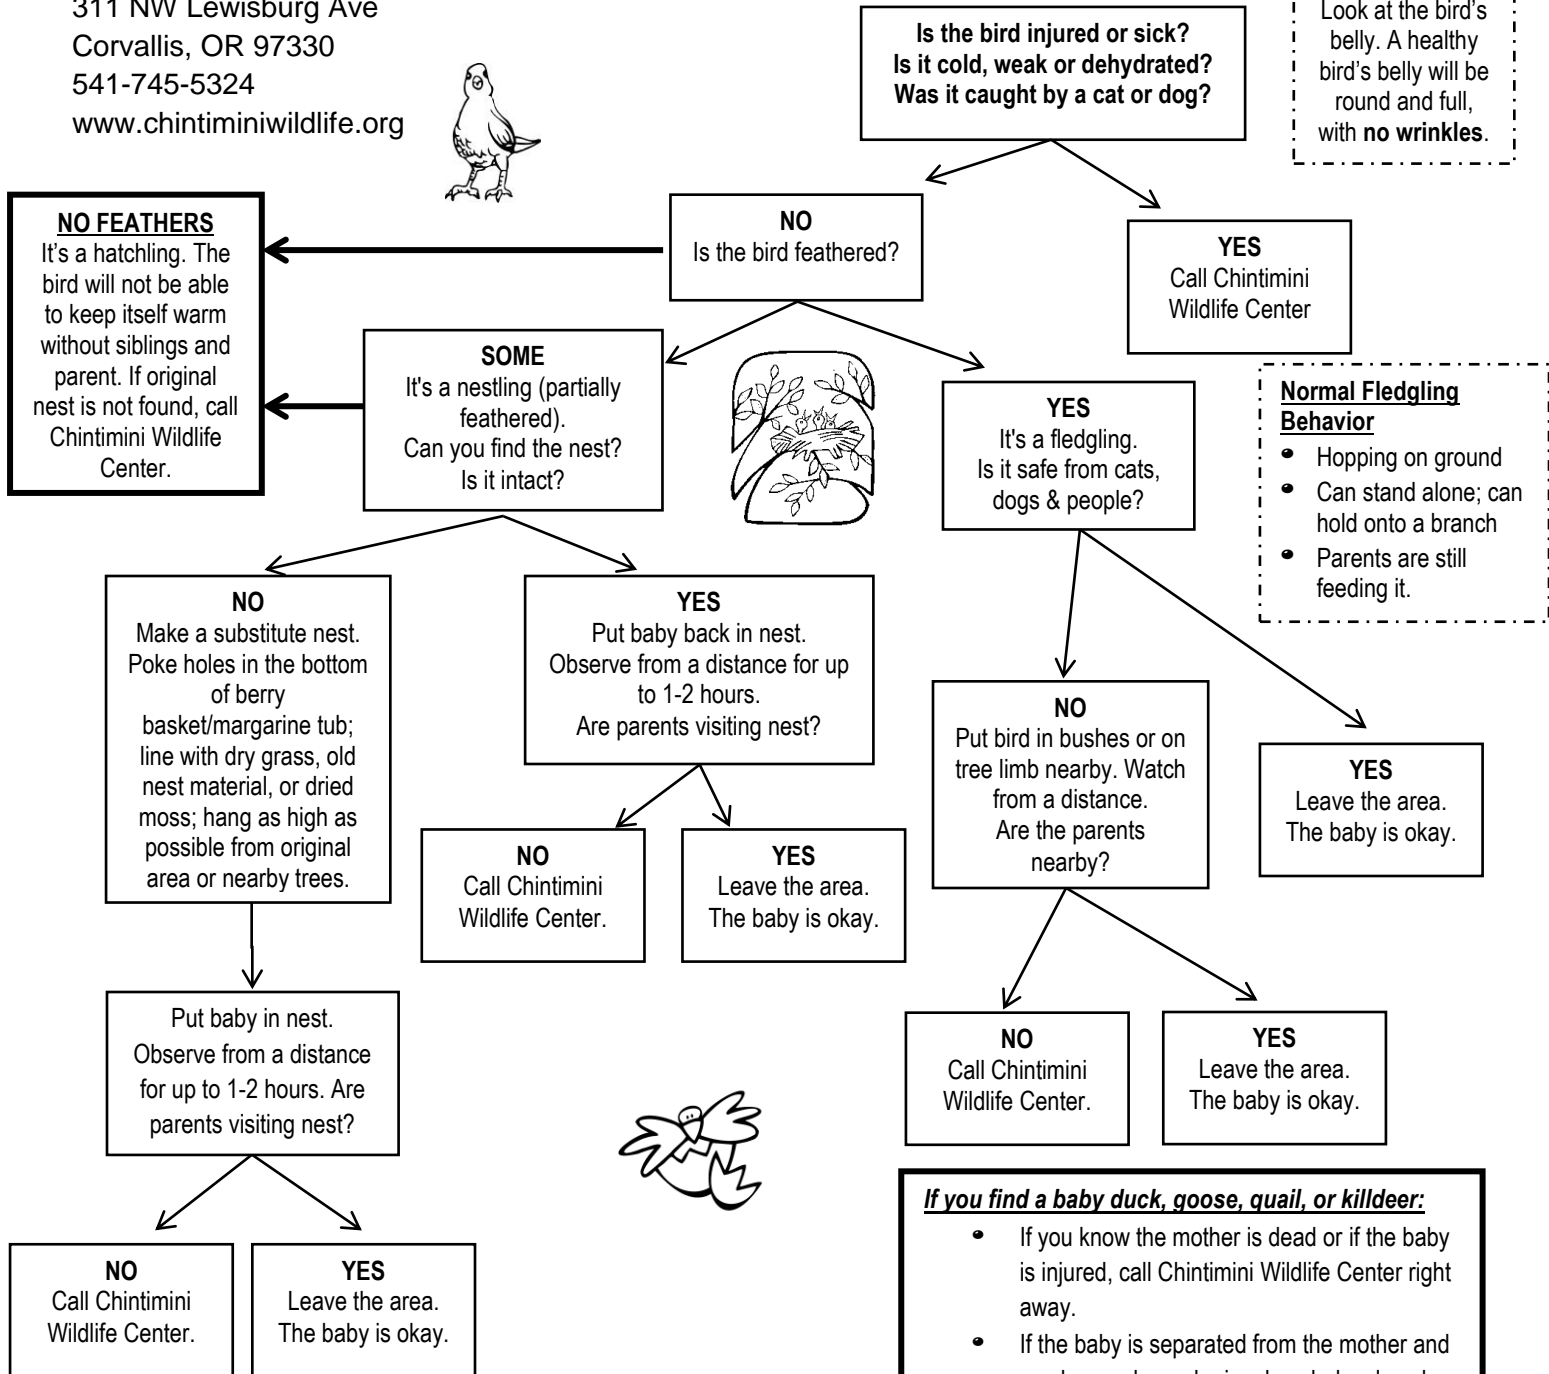 311 NW Lewisburg Ave
Corvallis, OR 97330
541-745-5324
www.chintiminiwildlife.org
Is the bird injured or sick?
Is it cold, weak or dehydrated?
Was it caught by a cat or dog?
Look at the bird's
belly. A healthy
bird's belly will be
round and full,
with no wrinkles.
NO FEATHERS
It's a hatchling. The
bird will not be able
to keep itself warm
without siblings and
parent. If original
nest is not found, call
Chintimini Wildlife
Center.
NO
Is the bird feathered?
YES
Call Chintimini
Wildlife Center
SOME
It's a nestling (partially
feathered).
Can you find the nest?
Is it intact?
YES
It's a fledgling.
Is it safe from cats,
dogs & people?
Normal Fledgling
Behavior
• Hopping on ground
• Can stand alone; can
hold onto a branch
• Parents are still
feeding it.
NO
Make a substitute nest.
Poke holes in the bottom
of berry
basket/margarine tub;
line with dry grass, old
nest material, or dried
moss; hang as high as
possible from original
area or nearby trees.
YES
Put baby back in nest.
Observe from a distance for up
to 1-2 hours.
Are parents visiting nest?
NO
Put bird in bushes or on
tree limb nearby. Watch
from a distance.
Are the parents
nearby?
YES
Leave the area.
The baby is okay.
NO
Call Chintimini
Wildlife Center.
YES
Leave the area.
The baby is okay.
Put baby in nest.
Observe from a distance
for up to 1-2 hours. Are
parents visiting nest?
NO
Call Chintimini
Wildlife Center.
YES
Leave the area.
The baby is okay.
NO
Call Chintimini
Wildlife Center.
YES
Leave the area.
The baby is okay.
If you find a baby duck, goose, quail, or killdeer:
• If you know the mother is dead or if the baby
is injured, call Chintimini Wildlife Center right
away.
• If the baby is separated from the mother and